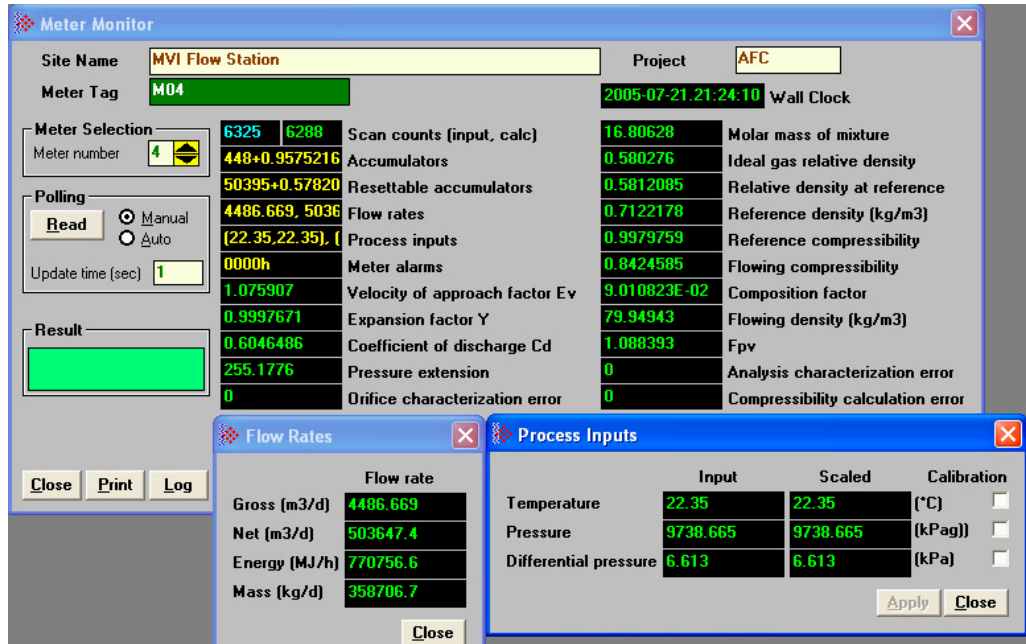 Meter Monitor
Site Name MVI Flow Station Project AFC
Meter Tag M04 2005-07-21.21:24:10 Wall Clock
Meter Selection
Meter number 4
Polling
Read Manual
Auto
Update time (sec) 1
Result
6325 6288 Scan counts (input, calc) 16.80628 Molar mass of mixture
448+0.9575216 Accumulators 0.580276 Ideal gas relative density
50395+0.57820 Resettable accumulators 0.5812085 Relative density at reference
4486.669, 5036 Flow rates 0.7122178 Reference density (kg/m3)
(22.35,22.35), ( Process inputs 0.9979759 Reference compressibility
0000h Meter alarms 0.8424585 Flowing compressibility
1.075907 Velocity of approach factor Ev 9.010823E-02 Composition factor
0.9997671 Expansion factor Y 79.94943 Flowing density (kg/m3)
0.6046486 Coefficient of discharge Cd 1.088393 Fpv
255.1776 Pressure extension 0 Analysis characterization error
0 Orifice characterization error 0 Compressibility calculation error
Close Print Log
Flow Rates
Flow rate
Gross (m3/d) 4486.669
Net (m3/d) 503647.4
Energy (MJ/h) 770756.6
Mass (kg/d) 358706.7
Close
Process Inputs
Input Scaled Calibration
Temperature 22.35 22.35 (°C)
Pressure 9738.665 9738.665 (kPag))
Differential pressure 6.613 6.613 (kPa)
Apply Close